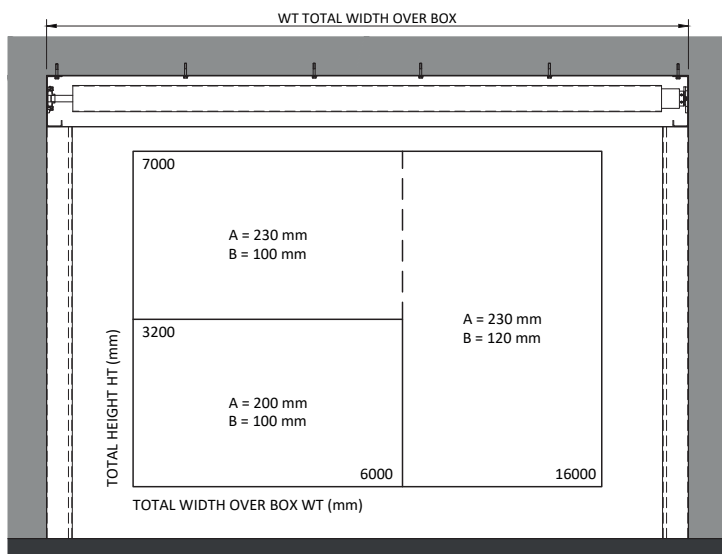 WT TOTAL WIDTH OVER BOX
7000
A = 230 mm
B = 100 mm
A = 230 mm
B = 120 mm
3200
TOTAL HEIGHT HT (mm)
A = 200 mm
B = 100 mm
6000
16000
TOTAL WIDTH OVER BOX WT (mm)